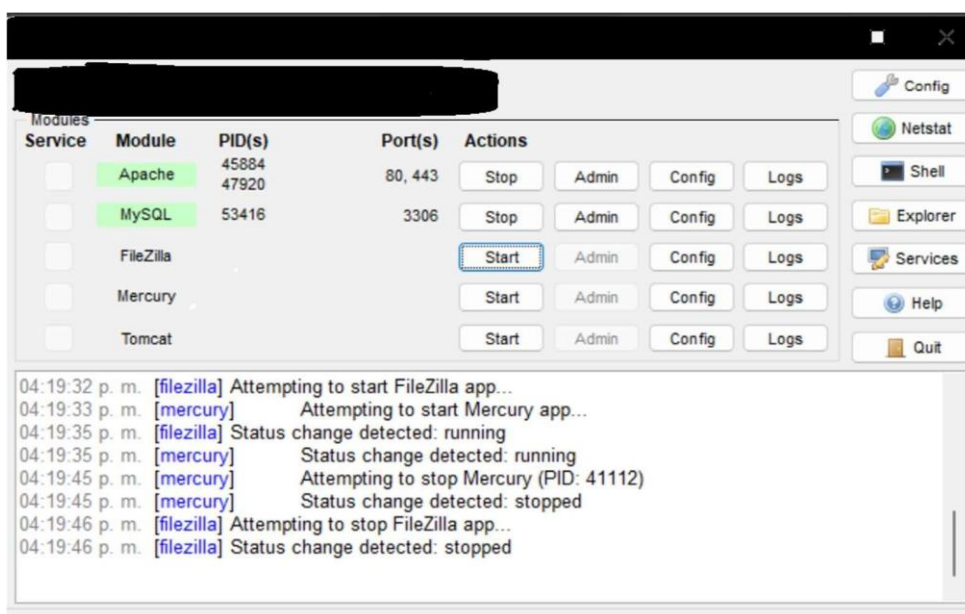 Config
Modules
Netstat
Service Module PID(s) Port(s) Actions
Apache 45884 47920 80, 443 Stop Admin Config Logs
Shell
MySQL 53416 3306 Stop Admin Config Logs
Explorer
FileZilla Start Admin Config Logs
Services
Mercury Start Admin Config Logs
Help
Tomcat Start Admin Config Logs
Quit
04:19:32 p. m. [filezilla] Attempting to start FileZilla app...
04:19:33 p. m. [mercury] Attempting to start Mercury app...
04:19:35 p. m. [filezilla] Status change detected: running
04:19:35 p. m. [mercury] Status change detected: running
04:19:45 p. m. [mercury] Attempting to stop Mercury (PID: 41112)
04:19:45 p. m. [mercury] Status change detected: stopped
04:19:46 p. m. [filezilla] Attempting to stop FileZilla app...
04:19:46 p. m. [filezilla] Status change detected: stopped